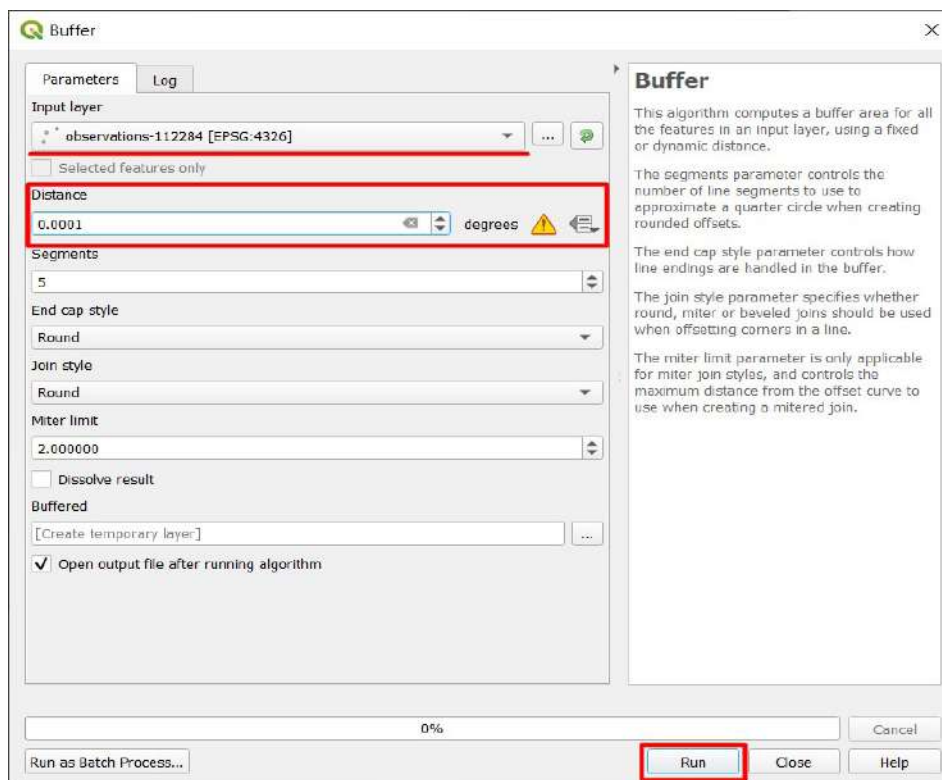 Buffer
Parameters Log
Input layer
observations-112284 [EPSG:4326] ...
Selected features only
Distance
0.0001 degrees
Segments
5
End cap style
Round
Join style
Round
Miter limit
2.000000
Dissolve result
Buffered
[Create temporary layer] ...
Open output file after running algorithm
Buffer
This algorithm computes a buffer area for all
the features in an input layer, using a fixed
or dynamic distance.
The segments parameter controls the
number of line segments to use to
approximate a quarter circle when creating
rounded offsets.
The end cap style parameter controls how
line endings are handled in the buffer.
The join style parameter specifies whether
round, miter or beveled joins should be used
when offsetting corners in a line.
The miter limit parameter is only applicable
for miter join styles, and controls the
maximum distance from the offset curve to
use when creating a mitered join.
0% Cancel
Run as Batch Process... Run Close Help